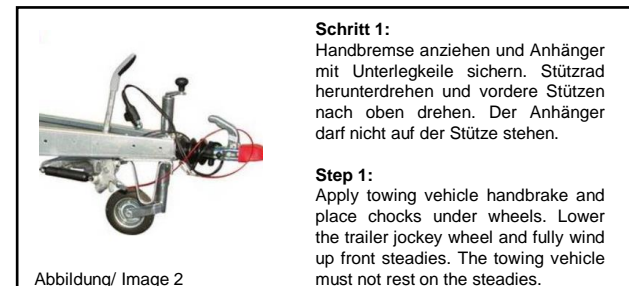 Schritt 1:
Handbremse anziehen und Anhänger
mit Unterlegkeile sichern. Stützrad
herunterdrehen und vordere Stützen
nach oben drehen. Der Anhänger
darf nicht auf der Stütze stehen.
Step 1:
Apply towing vehicle handbrake and
place chocks under wheels. Lower
the trailer jockey wheel and fully wind
up front steadies. The towing vehicle
must not rest on the steadies.
Abbildung/ Image 2